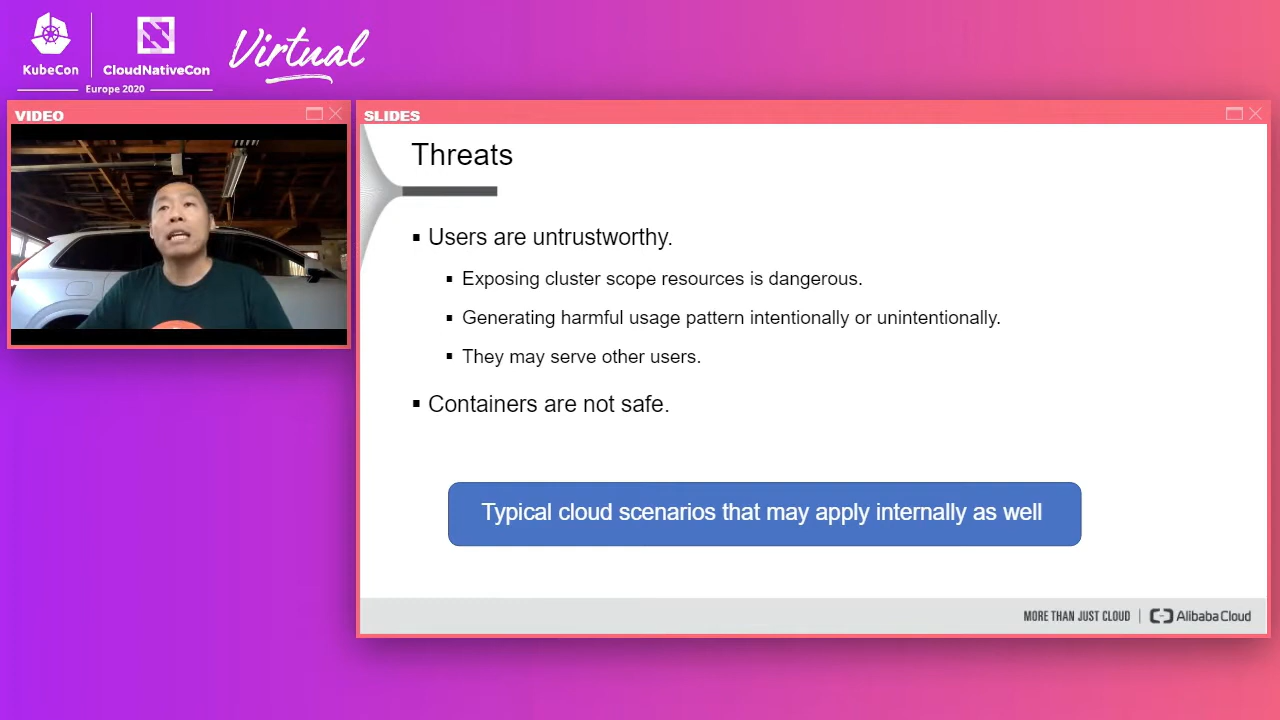 KubeCon
CloudNativeCon
Virtual
Europe 2020
VIDEO
SLIDES
Threats
Users are untrustworthy.
Exposing cluster scope resources is dangerous.
Generating harmful usage pattern intentionally or unintentionally.
They may serve other users.
Containers are not safe.
Typical cloud scenarios that may apply internally as well
MORE THAN JUST CLOUD | Alibaba Cloud